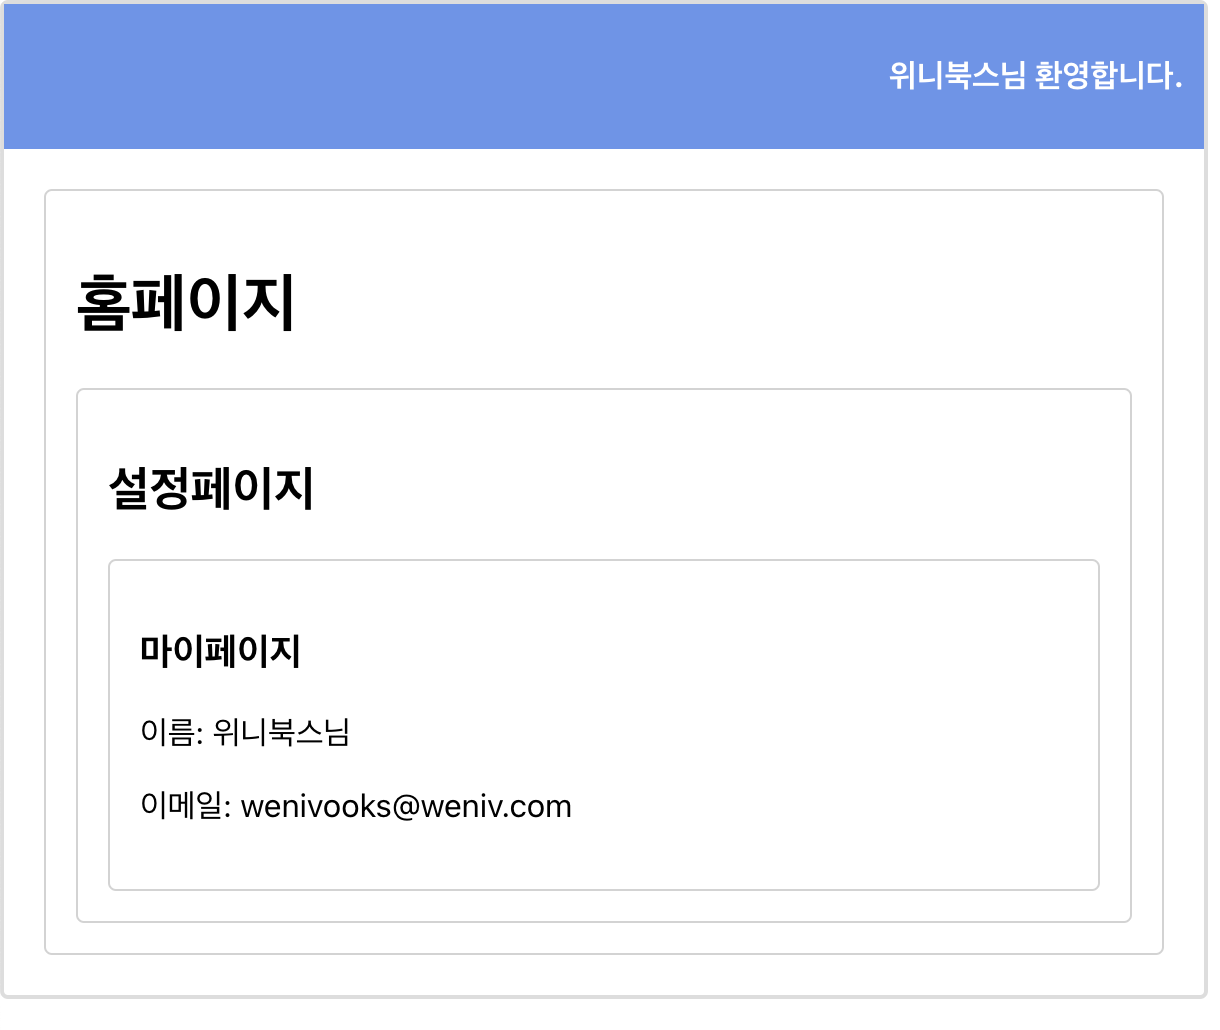 위니북스님 환영합니다.
홈페이지
설정페이지
마이페이지
이름: 위니북스님
이메일: wenivooks@weniv.com